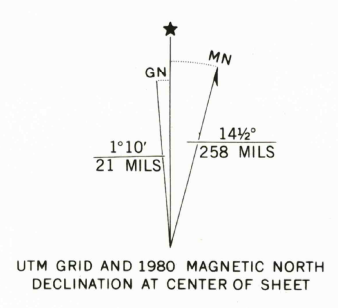 ★
MN
GN
1°10′
21 MILS
14½°
258 MILS
UTM GRID AND 1980 MAGNETIC NORTH
DECLINATION AT CENTER OF SHEET